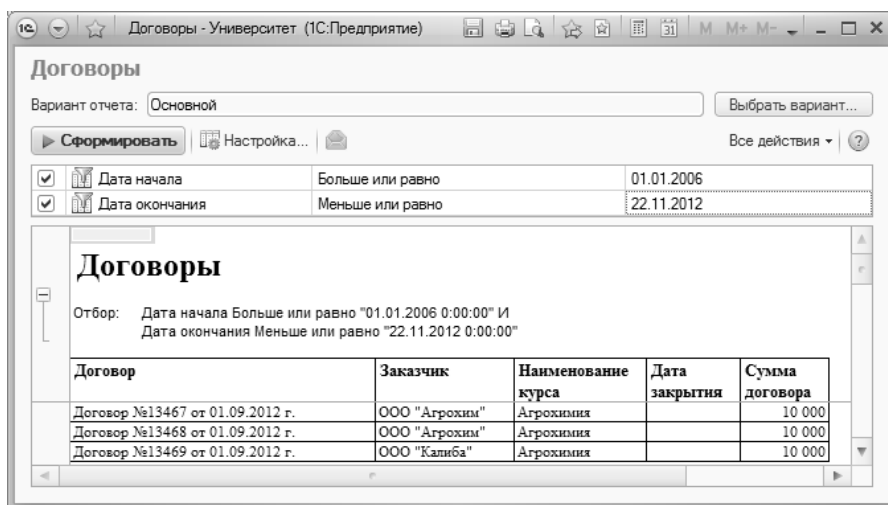 1С Договоры - Университет (1С:Предприятие) 31 M M+ M-
Договоры
Вариант отчета: Основной Выбрать вариант...
Сформировать Настройка... Все действия ?
Дата начала Больше или равно 01.01.2006
Дата окончания Меньше или равно 22.11.2012
Договоры
Отбор: Дата начала Больше или равно "01.01.2006 0:00:00" И
Дата окончания Меньше или равно "22.11.2012 0:00:00"
Договор Заказчик Наименование Дата Сумма
курса закрытия договора
Договор №13467 от 01.09.2012 г. ООО "Агрохим" Агрохимия 10 000
Договор №13468 от 01.09.2012 г. ООО "Агрохим" Агрохимия 10 000
Договор №13469 от 01.09.2012 г. ООО "Калиба" Агрохимия 10 000